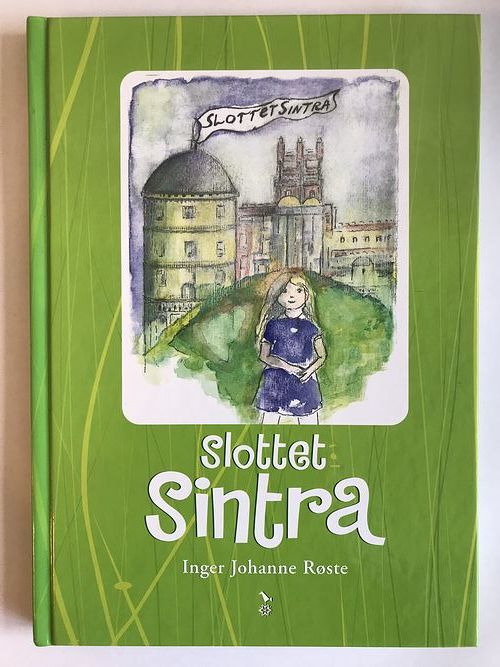 SLOTTET SINTRA
Slottet
Sintra
Inger Johanne Røste